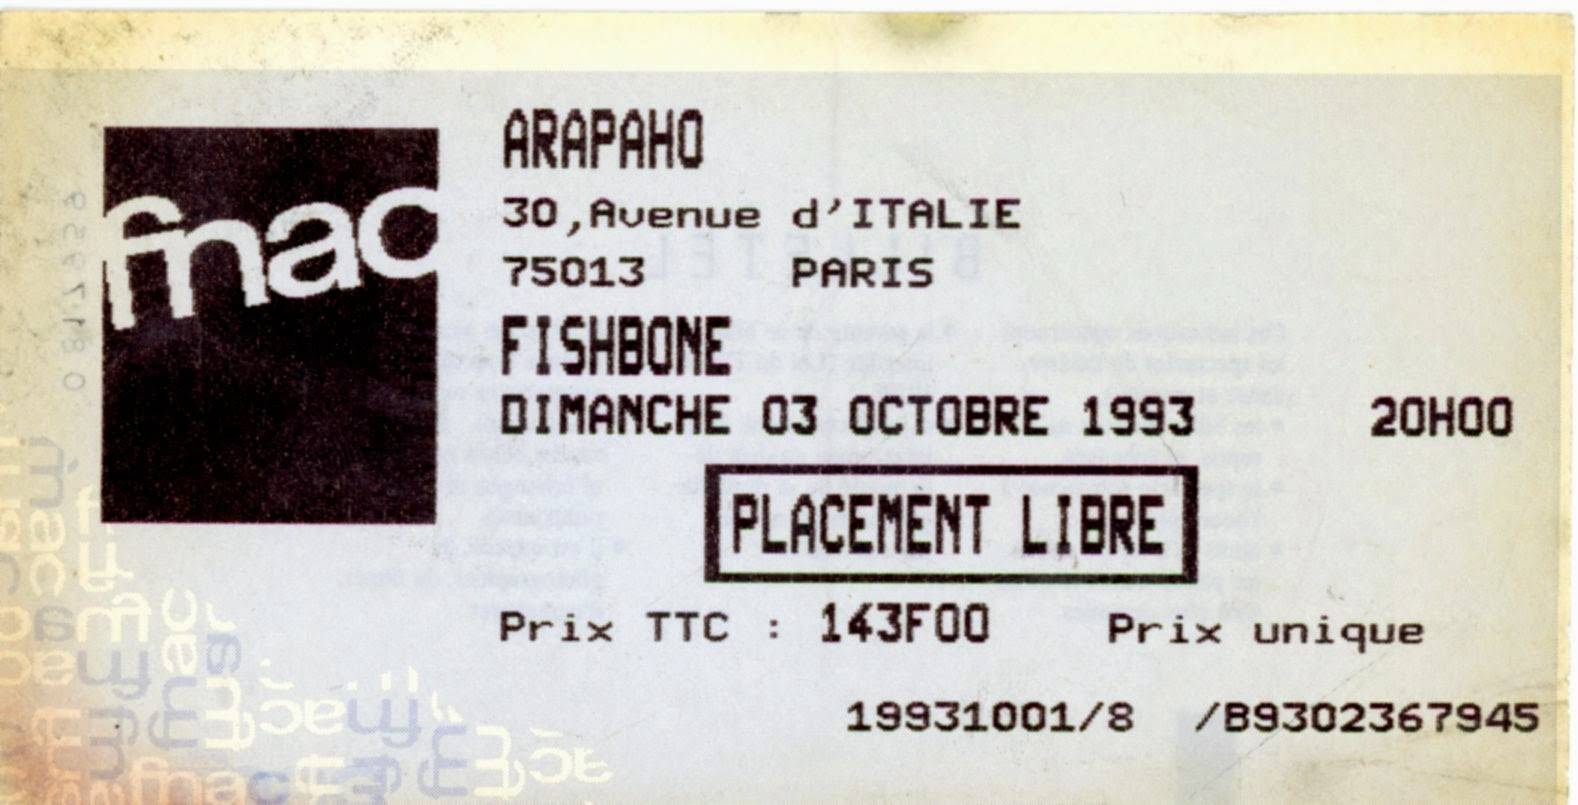 fnac
ARAPAHO
30,Avenue d'ITALIE
75013 PARIS
FISHBONE
DIMANCHE 03 OCTOBRE 1993 20H00
PLACEMENT LIBRE
Prix TTC : 143F00 Prix unique
19931001/8 /B9302367945